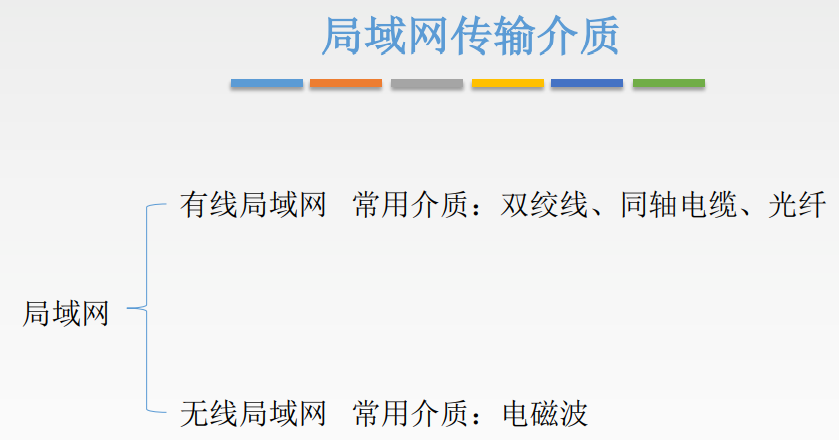 局域网传输介质
有线局域网 常用介质：双绞线、同轴电缆、光纤
局域网
无线局域网 常用介质：电磁波